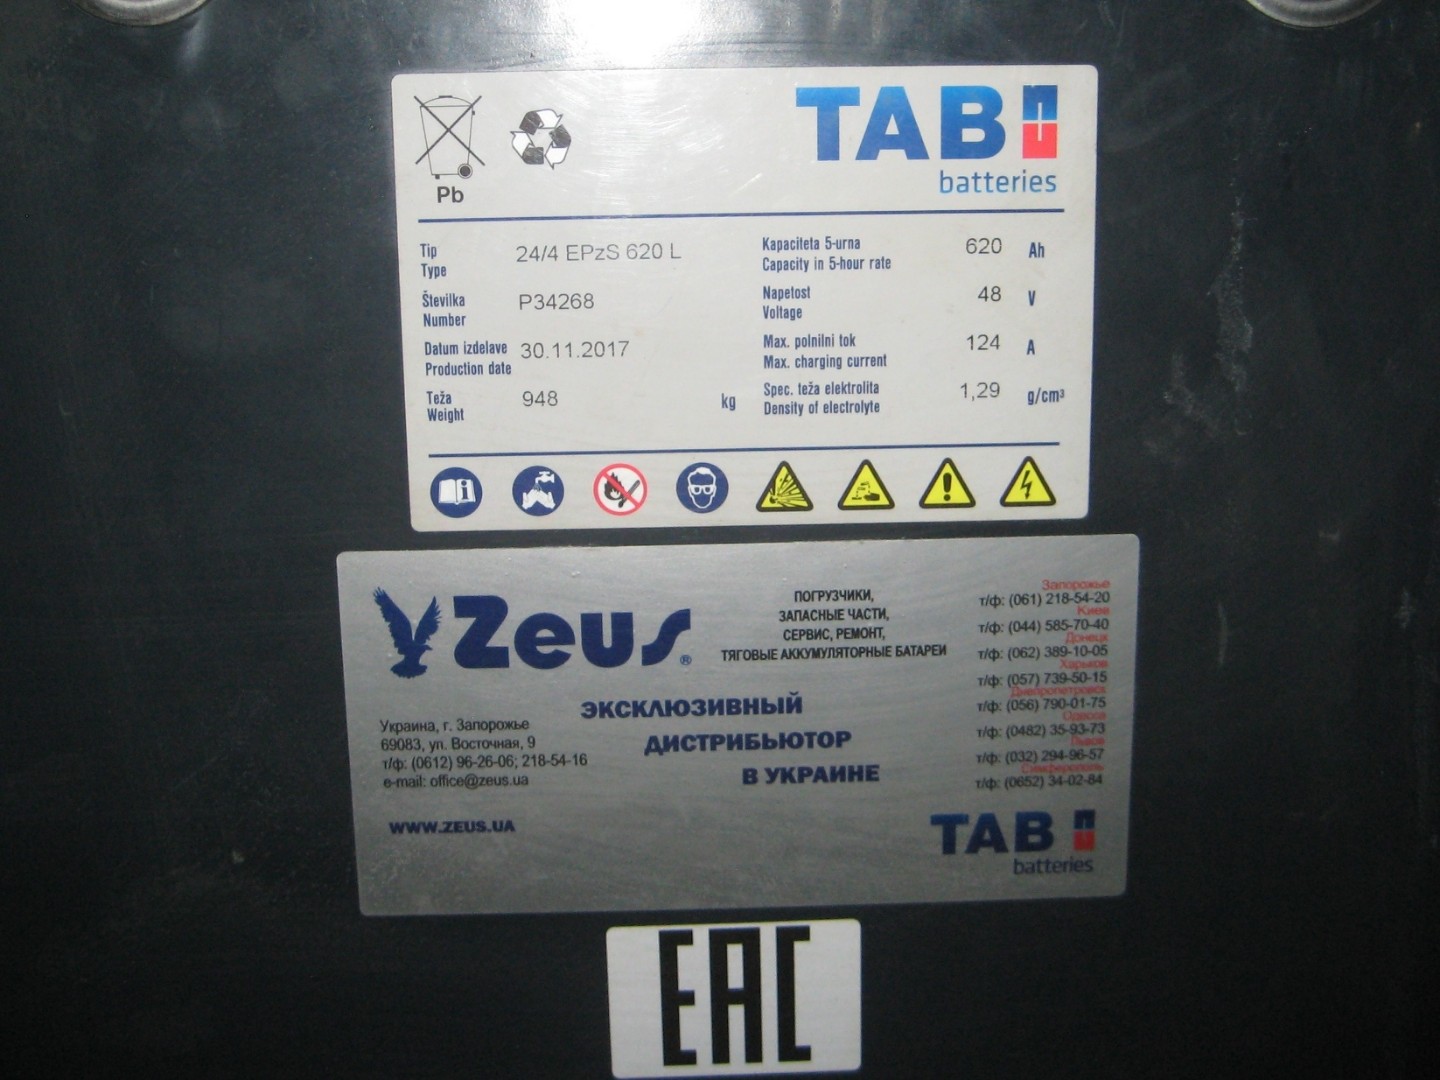 Pb
TAB
batteries
Tip
Type
24/4 EPzS 620 L
Številka
Number
P34268
Datum izdelave
Production date
30.11.2017
Teža
Weight
948 kg
Kapaciteta 5-urna
Capacity in 5-hour rate
620 Ah
Napetost
Voltage
48 V
Max. polnilni tok
Max. charging current
124 A
Spec. teža elektrolita
Density of electrolyte
1,29 g/cm³
Zeus®
ПОГРУЗЧИКИ,
ЗАПАСНЫЕ ЧАСТИ,
СЕРВИС, РЕМОНТ,
ТЯГОВЫЕ АККУМУЛЯТОРНЫЕ БАТАРЕИ
ЭКСКЛЮЗИВНЫЙ
ДИСТРИБЬЮТОР
В УКРАИНЕ
Украина, г. Запорожье
69083, ул. Восточная, 9
т/ф: (0612) 96-26-06; 218-54-16
e-mail: office@zeus.ua
WWW.ZEUS.UA
Запорожье
т/ф: (061) 218-54-20
Киев
т/ф: (044) 585-70-40
Донецк
т/ф: (062) 389-10-05
Харьков
т/ф: (057) 739-50-15
Днепропетровск
т/ф: (056) 790-01-75
Одесса
т/ф: (0482) 35-93-73
Львов
т/ф: (032) 294-96-57
Симферополь
т/ф: (0652) 34-02-84
TAB
batteries
EAC